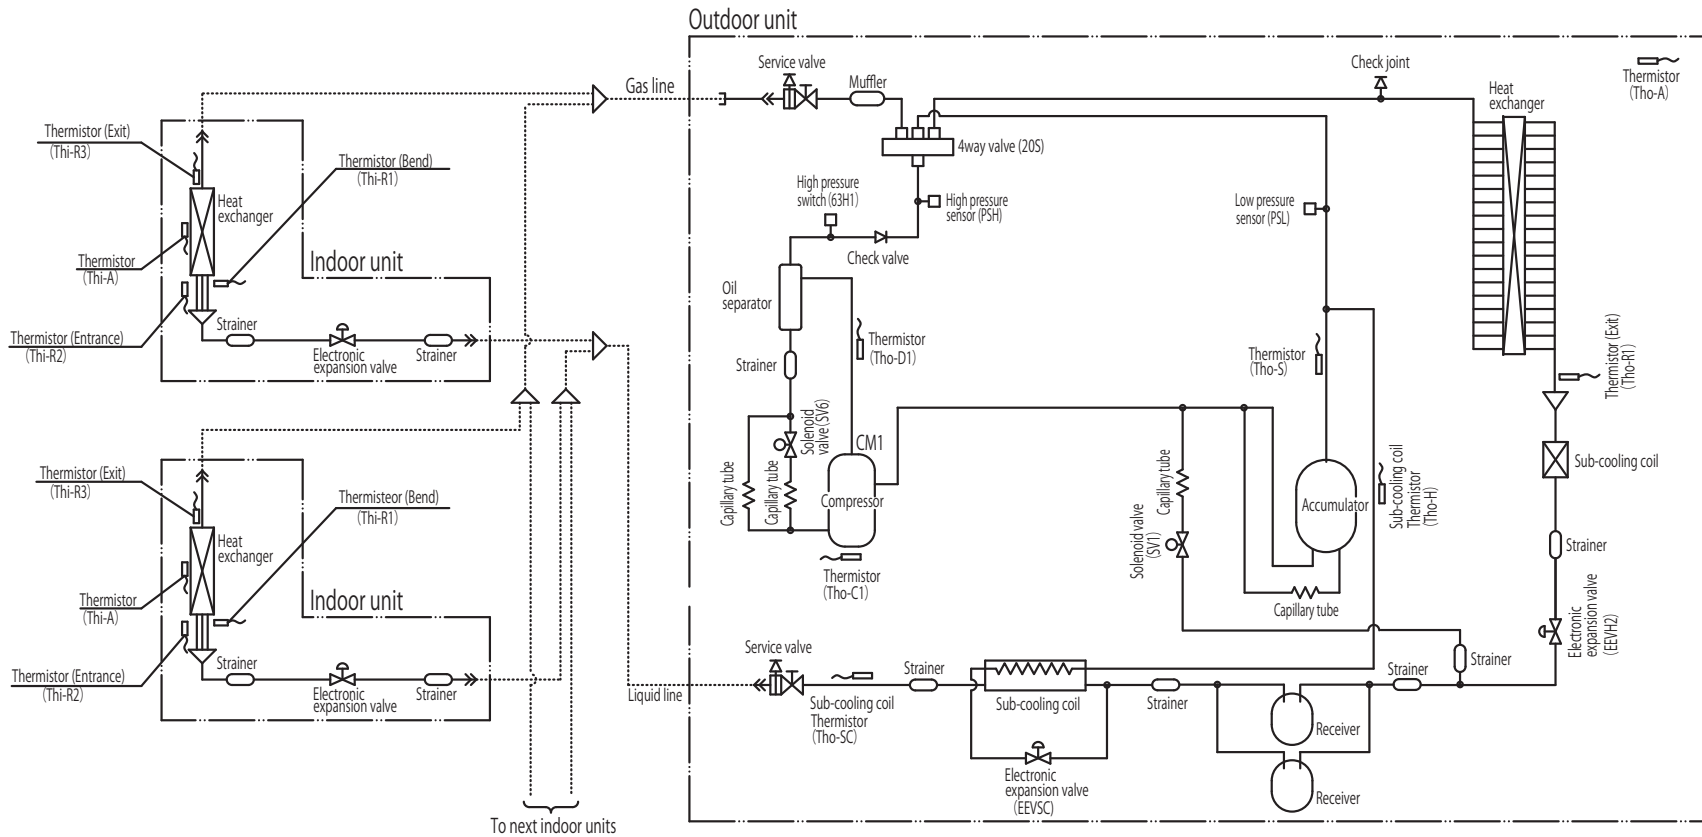 Outdoor unit
Service valve
Muffler
Gas line
Check joint
Thermistor
(Tho-A)
Heat
exchanger
4way valve (20S)
High pressure
switch (63H1)
High pressure
sensor (PSH)
Low pressure
sensor (PSL)
Check valve
Oil
separator
Thermistor
(Tho-D1)
Strainer
Solenoid
valve (SV6)
Capillary tube
Capillary tube
CM1
Compressor
Thermistor
(Tho-C1)
Thermistor
(Tho-S)
Capillary tube
Solenoid valve
(SV1)
Accumulator
Capillary tube
Sub-cooling coil
Thermistor
(Tho-H)
Thermistor (Exit)
(Tho-R1)
Sub-cooling coil
Strainer
Electronic
expansion valve
(EEVH2)
Strainer
Strainer
Receiver
Receiver
Strainer
Sub-cooling coil
Electronic
expansion valve
(EEVSC)
Strainer
Sub-cooling coil
Thermistor
(Tho-SC)
Service valve
Liquid line
Thermistor (Exit)
(Thi-R3)
Thermistor (Bend)
(Thi-R1)
Heat
exchanger
Thermistor
(Thi-A)
Indoor unit
Thermistor (Entrance)
(Thi-R2)
Strainer
Electronic
expansion valve
Strainer
Thermistor (Exit)
(Thi-R3)
Thermisteor (Bend)
(Thi-R1)
Heat
exchanger
Thermistor
(Thi-A)
Indoor unit
Thermistor (Entrance)
(Thi-R2)
Strainer
Electronic
expansion valve
Strainer
To next indoor units